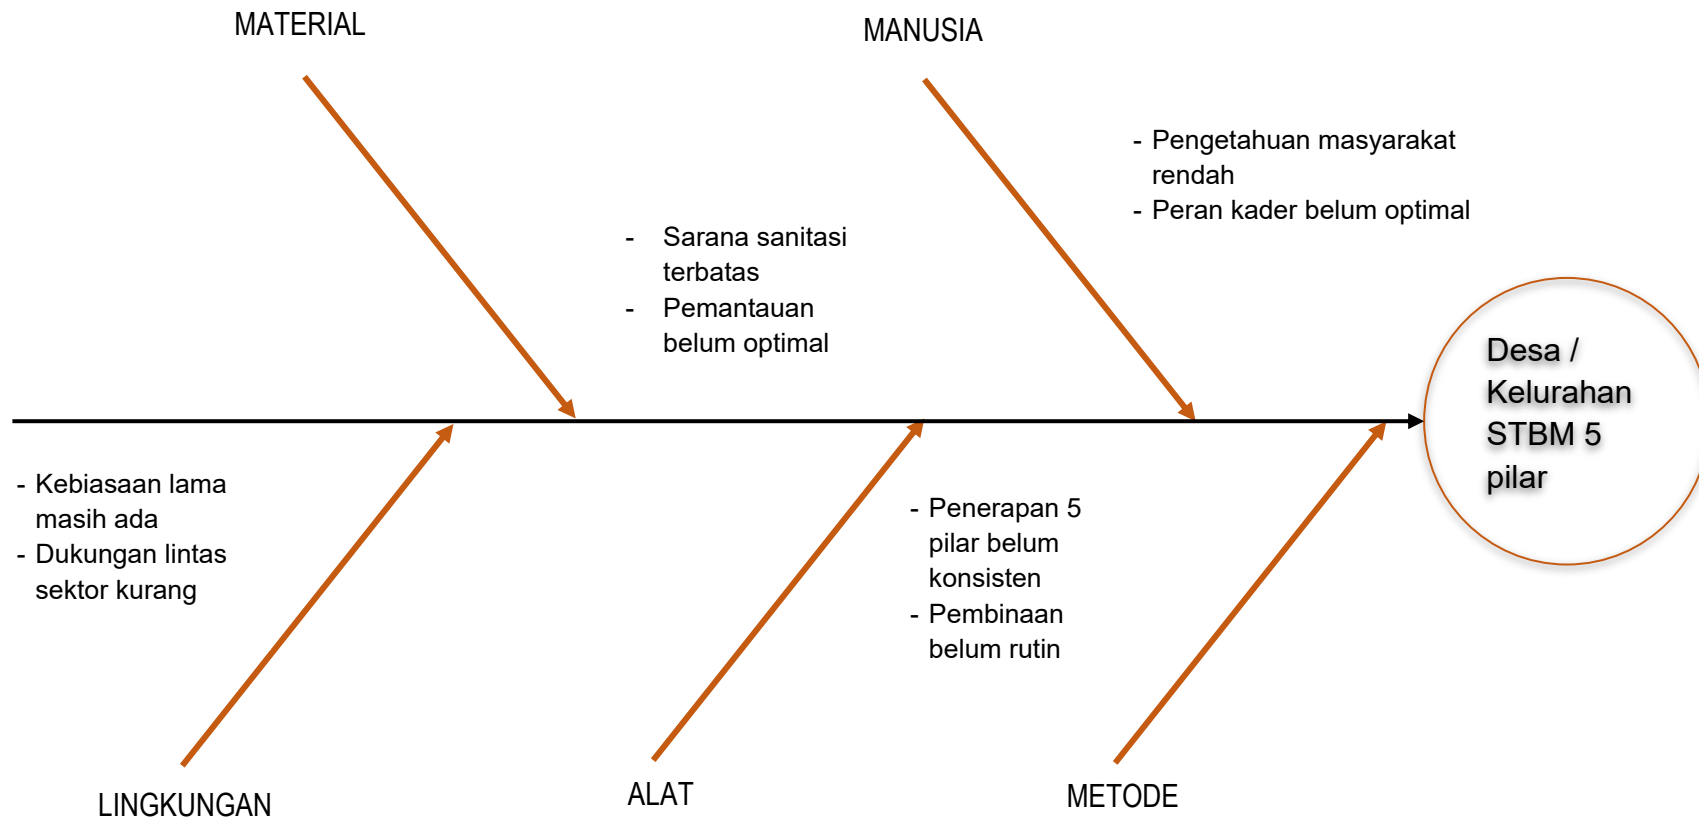 MATERIAL
MANUSIA
- Pengetahuan masyarakat
rendah
- Peran kader belum optimal
- Sarana sanitasi
terbatas
- Pemantauan
belum optimal
Desa /
Kelurahan
STBM 5
pilar
- Kebiasaan lama
masih ada
- Dukungan lintas
sektor kurang
- Penerapan 5
pilar belum
konsisten
- Pembinaan
belum rutin
LINGKUNGAN
ALAT
METODE